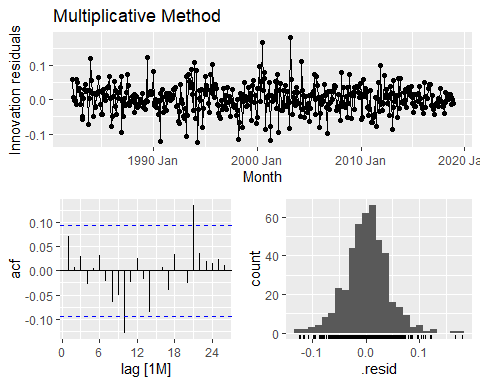 Multiplicative Method
Innovation residuals
0.1
0.0
-0.1
1990 Jan
2000 Jan
2010 Jan
2020 Ja
Month
acf
0.10
0.05
0.00
-0.05
-0.10
0
6
12
18
24
lag [1M]
count
60
40
20
0
-0.1
0.0
0.1
.resid